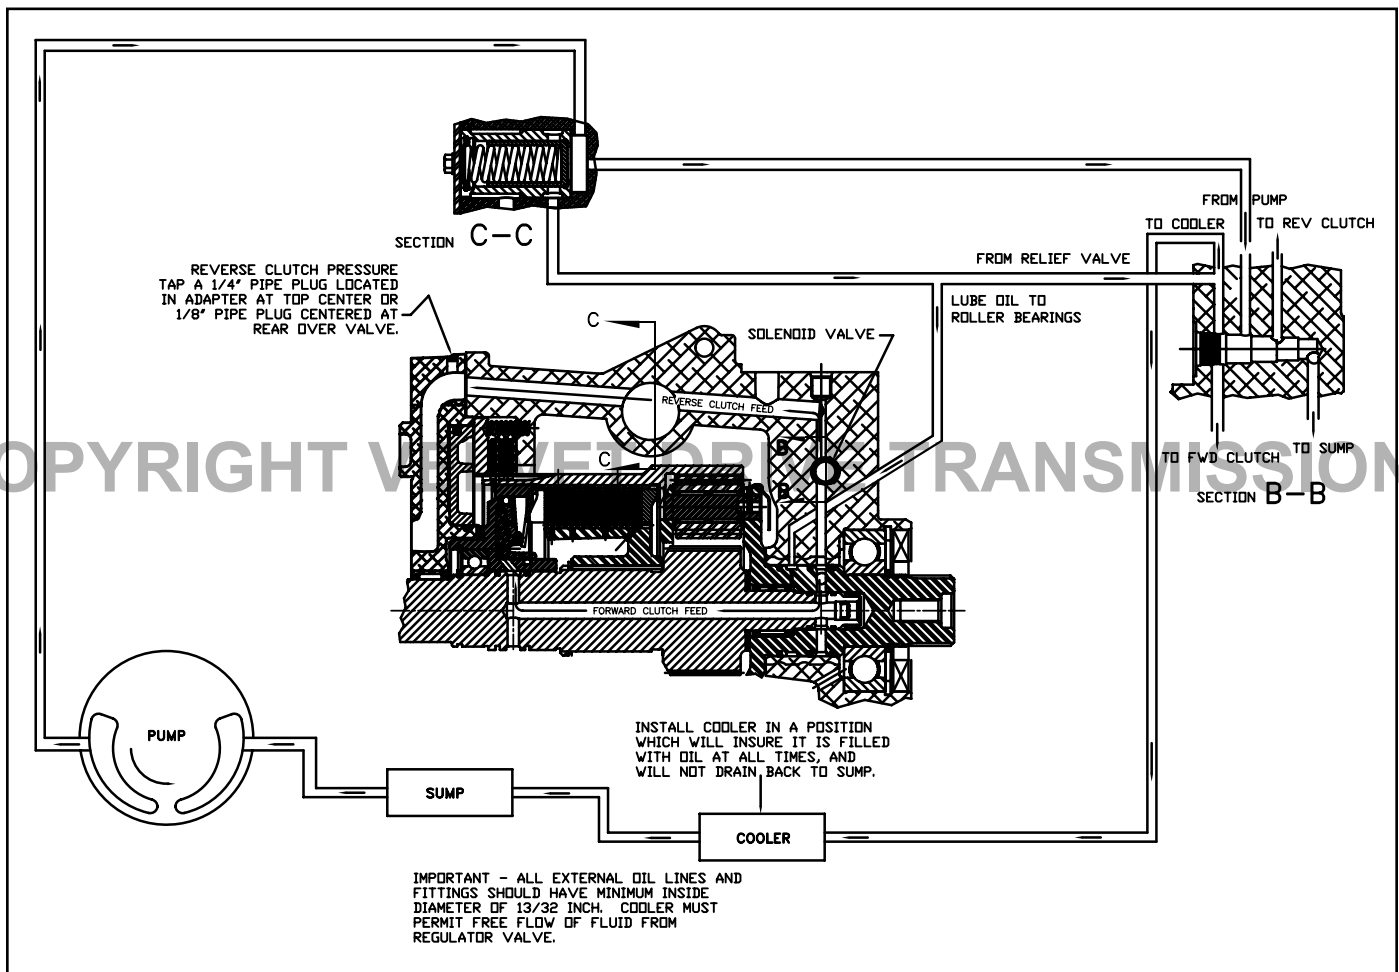 FROM PUMP
TO COOLER
TO REV CLUTCH
SECTION C-C
FROM RELIEF VALVE
REVERSE CLUTCH PRESSURE
TAP A 1/4" PIPE PLUG LOCATED
IN ADAPTER AT TOP CENTER OR
1/8" PIPE PLUG CENTERED AT
REAR OVER VALVE.
LUBE OIL TO
ROLLER BEARINGS
C
SOLENOID VALVE
REVERSE CLUTCH FEED
B
C
B
OPYRIGHT VELVET DRIVE TRANSMISSION
TO FWD CLUTCH
TO SUMP
SECTION B-B
FORWARD CLUTCH FEED
PUMP
INSTALL COOLER IN A POSITION
WHICH WILL INSURE IT IS FILLED
WITH OIL AT ALL TIMES, AND
WILL NOT DRAIN BACK TO SUMP.
SUMP
COOLER
IMPORTANT - ALL EXTERNAL OIL LINES AND
FITTINGS SHOULD HAVE MINIMUM INSIDE
DIAMETER OF 13/32 INCH. COOLER MUST
PERMIT FREE FLOW OF FLUID FROM
REGULATOR VALVE.